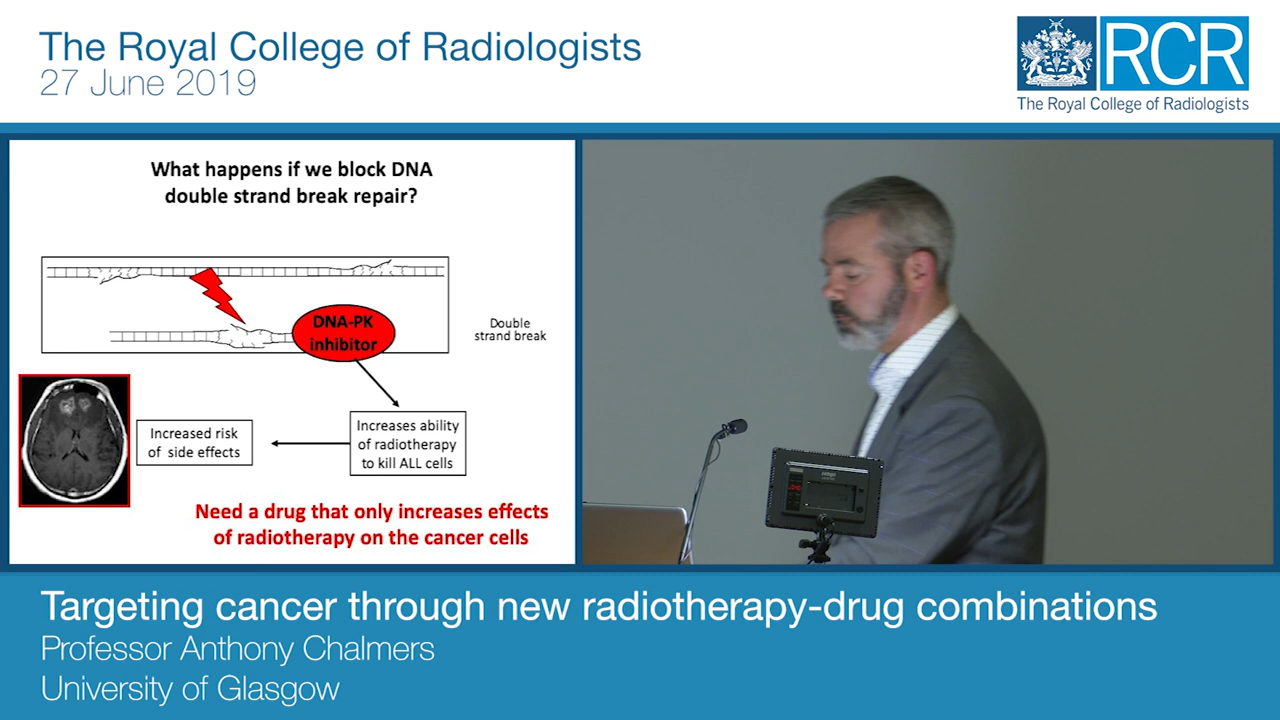 The Royal College of Radiologists
27 June 2019
RCR
The Royal College of Radiologists
What happens if we block DNA
double strand break repair?
DNA-PK
inhibitor
Double
strand break
Increased risk
of side effects
Increases ability
of radiotherapy
to kill ALL cells
Need a drug that only increases effects
of radiotherapy on the cancer cells
Targeting cancer through new radiotherapy-drug combinations
Professor Anthony Chalmers
University of Glasgow